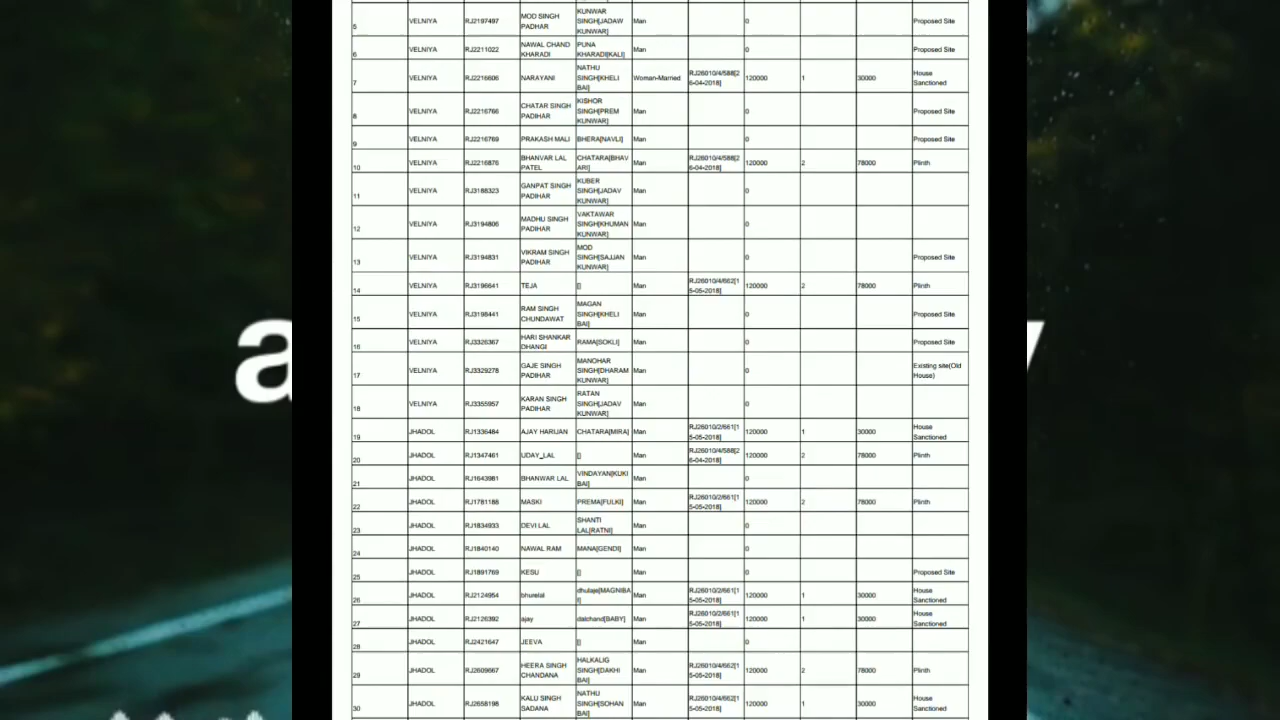 5 VELNIYA RJ2197497 MOD SINGH PADHAR KUNWAR SINGH[JADAW KUNWAR] Man 0 Proposed Site
6 VELNIYA RJ2211022 NAWAL CHAND KHARADI PUNA KHARADI[KALI] Man 0 Proposed Site
7 VELNIYA RJ2216606 NARAYANI NATHU SINGH[KHELI BAI] Woman-Married RJ26010/4/588[26-04-2018] 120000 1 30000 House Sanctioned
8 VELNIYA RJ2216766 CHATAR SINGH PADIHAR KISHOR SINGH[PREM KUNWAR] Man 0 Proposed Site
9 VELNIYA RJ2216769 PRAKASH MALI BHERA[NAVLI] Man 0 Proposed Site
10 VELNIYA RJ2216876 BHANVAR LAL PATEL CHATARA[BHAVARI] Man RJ26010/4/588[26-04-2018] 120000 2 78000 Plinth
11 VELNIYA RJ3188323 GANPAT SINGH PADIHAR KUBER SINGH[JADAV KUNWAR] Man 0
12 VELNIYA RJ3194806 MADHU SINGH PADIHAR VAKTAWAR SINGH[KHUMAN KUNWAR] Man 0
13 VELNIYA RJ3194831 VIKRAM SINGH PADIHAR MOD SINGH[SAJJAN KUNWAR] Man 0 Proposed Site
14 VELNIYA RJ3196641 TEJA [] Man RJ26010/4/662[15-05-2018] 120000 2 78000 Plinth
15 VELNIYA RJ3198441 RAM SINGH CHUNDAWAT MAGAN SINGH[KHELI BAI] Man 0 Proposed Site
16 VELNIYA RJ3326367 HARI SHANKAR DHANGI RAMA[SOKLI] Man 0 Proposed Site
17 VELNIYA RJ3329278 GAJE SINGH PADIHAR MANOHAR SINGH[DHARAM KUNWAR] Man 0 Existing site(Old House)
18 VELNIYA RJ3355957 KARAN SINGH PADIHAR RATAN SINGH[JADAV KUNWAR] Man 0
19 JHADOL RJ1336484 AJAY HARIJAN CHATARA[MIRA] Man RJ26010/2/661[15-05-2018] 120000 1 30000 House Sanctioned
20 JHADOL RJ1347461 UDAY_LAL [] Man RJ26010/4/588[26-04-2018] 120000 2 78000 Plinth
21 JHADOL RJ1643981 BHANWAR LAL VINDAYAN[KUKI BAI] Man 0
22 JHADOL RJ1781186 MASKI PREMA[FULKI] Man RJ26010/2/661[15-05-2018] 120000 2 78000 Plinth
23 JHADOL RJ1834933 DEVI LAL SHANTI LAL[RATNI] Man 0
24 JHADOL RJ1840140 NAWAL RAM MANA[GENDI] Man 0
25 JHADOL RJ1891769 KESU [] Man 0 Proposed Site
26 JHADOL RJ2124954 bhurelal dhulaje[MAGNIBAI] Man RJ26010/2/661[15-05-2018] 120000 1 30000 House Sanctioned
27 JHADOL RJ2126392 ajay dalchand[BABY] Man RJ26010/2/661[15-05-2018] 120000 1 30000 House Sanctioned
28 JHADOL RJ2421647 JEEVA [] Man 0
29 JHADOL RJ2609667 HEERA SINGH CHANDANA HALKALIG SINGH[DAKHI BAI] Man RJ26010/4/662[15-05-2018] 120000 2 78000 Plinth
30 JHADOL RJ2658198 KALU SINGH SADANA NATHU SINGH[SOHAN BAI] Man RJ26010/4/662[15-05-2018] 120000 1 30000 House Sanctioned